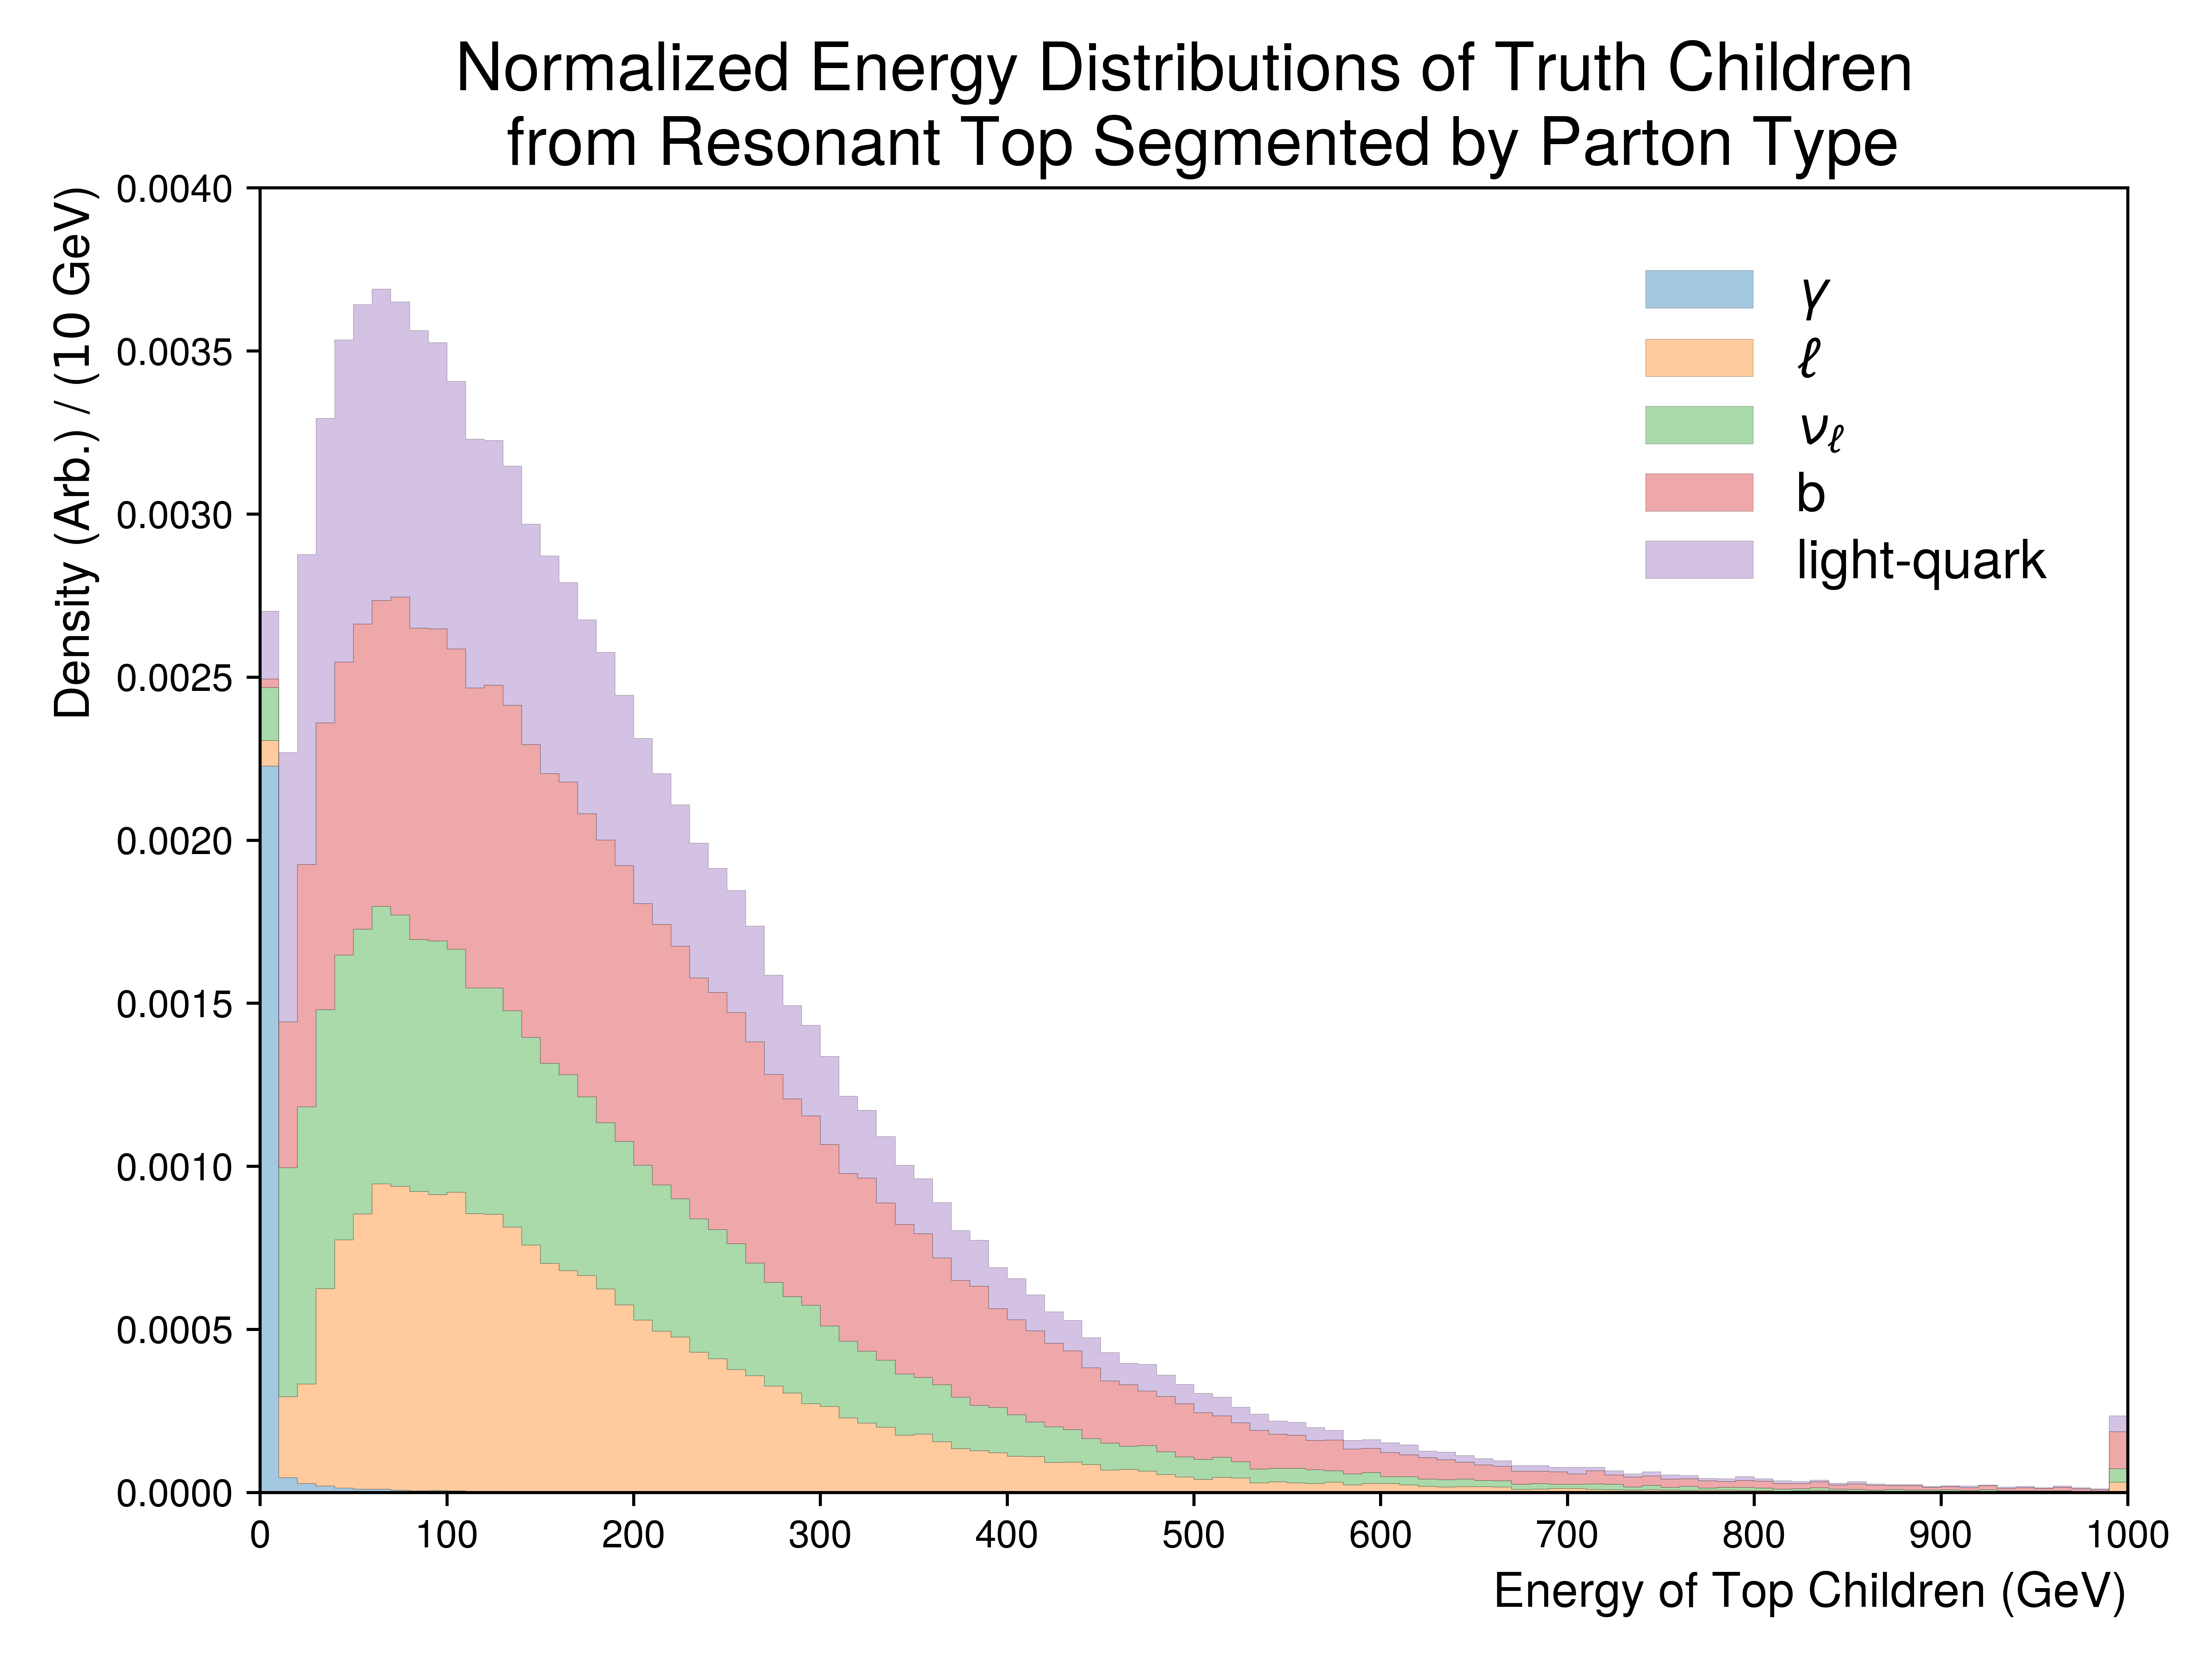 Normalized Energy Distributions of Truth Children
from Resonant Top Segmented by Parton Type
Density (Arb.) / (10 GeV)
0.0040
0.0035
0.0030
0.0025
0.0020
0.0015
0.0010
0.0005
0.0000
γ
ℓ
νℓ
b
light-quark
0 100 200 300 400 500 600 700 800 900 1000
Energy of Top Children (GeV)